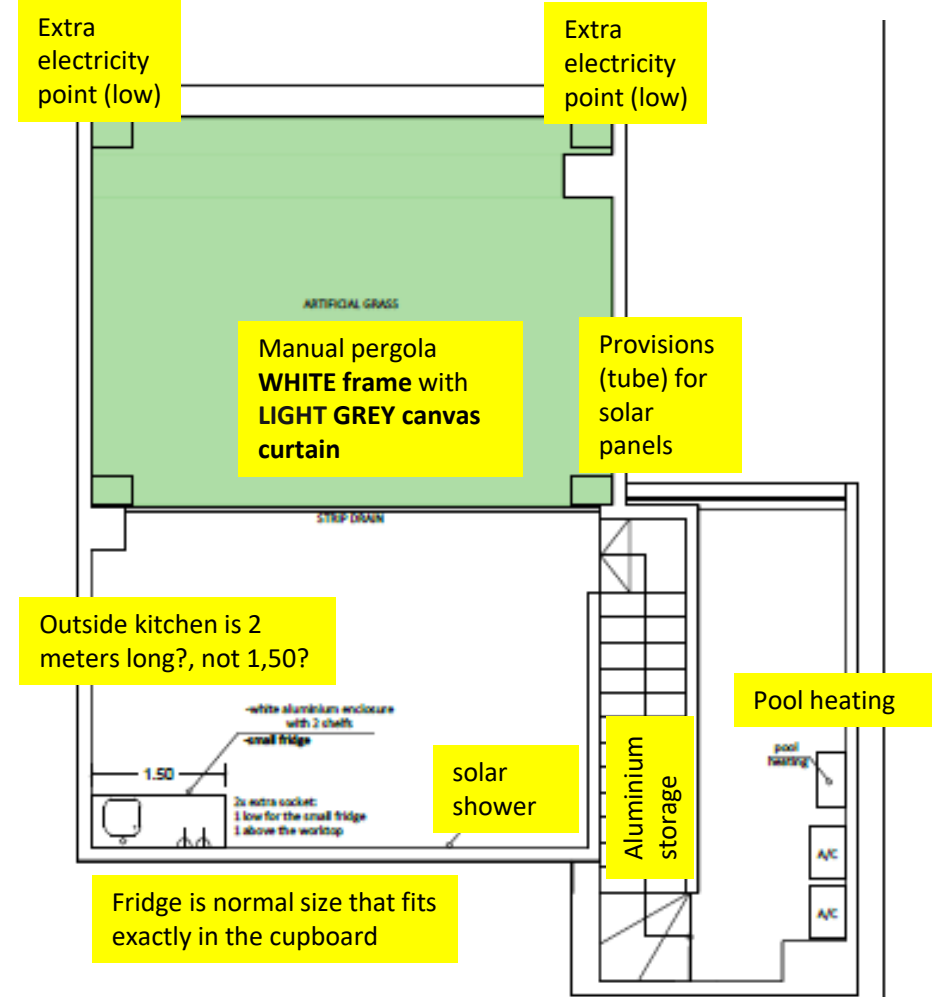 Extra
electricity
point (low)
Extra
electricity
point (low)
ARTIFICIAL GRASS
Manual pergola
WHITE frame with
LIGHT GREY canvas
curtain
Provisions
(tube) for
solar
panels
STRIP DRAIN
Outside kitchen is 2
meters long?, not 1,50?
-white aluminium enclosure
with 2 shelfs
-small fridge
1.50
2x extra socket:
1 low for the small fridge
1 above the worktop
solar
shower
Aluminium
storage
Pool heating
pool
heating
A/C
A/C
Fridge is normal size that fits
exactly in the cupboard